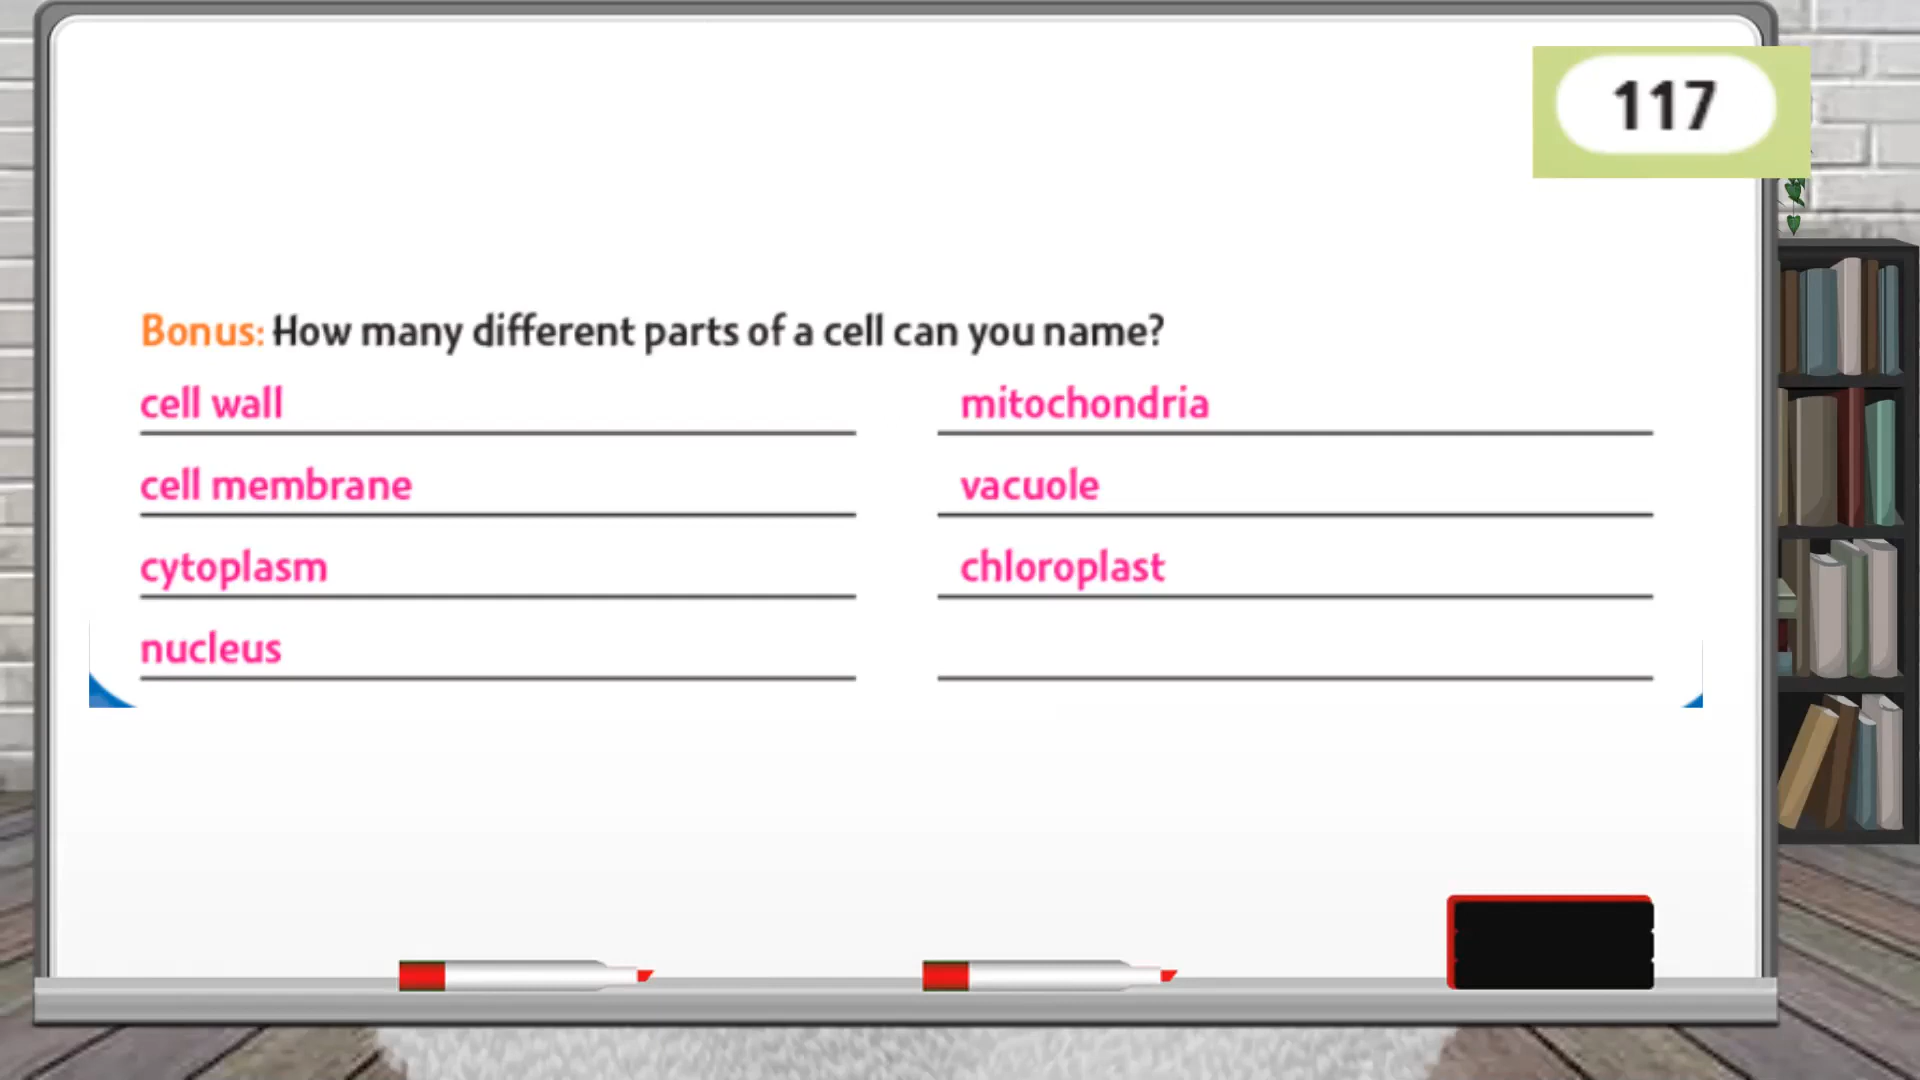 117
Bonus: How many different parts of a cell can you name?
cell wall
mitochondria
cell membrane
vacuole
cytoplasm
chloroplast
nucleus